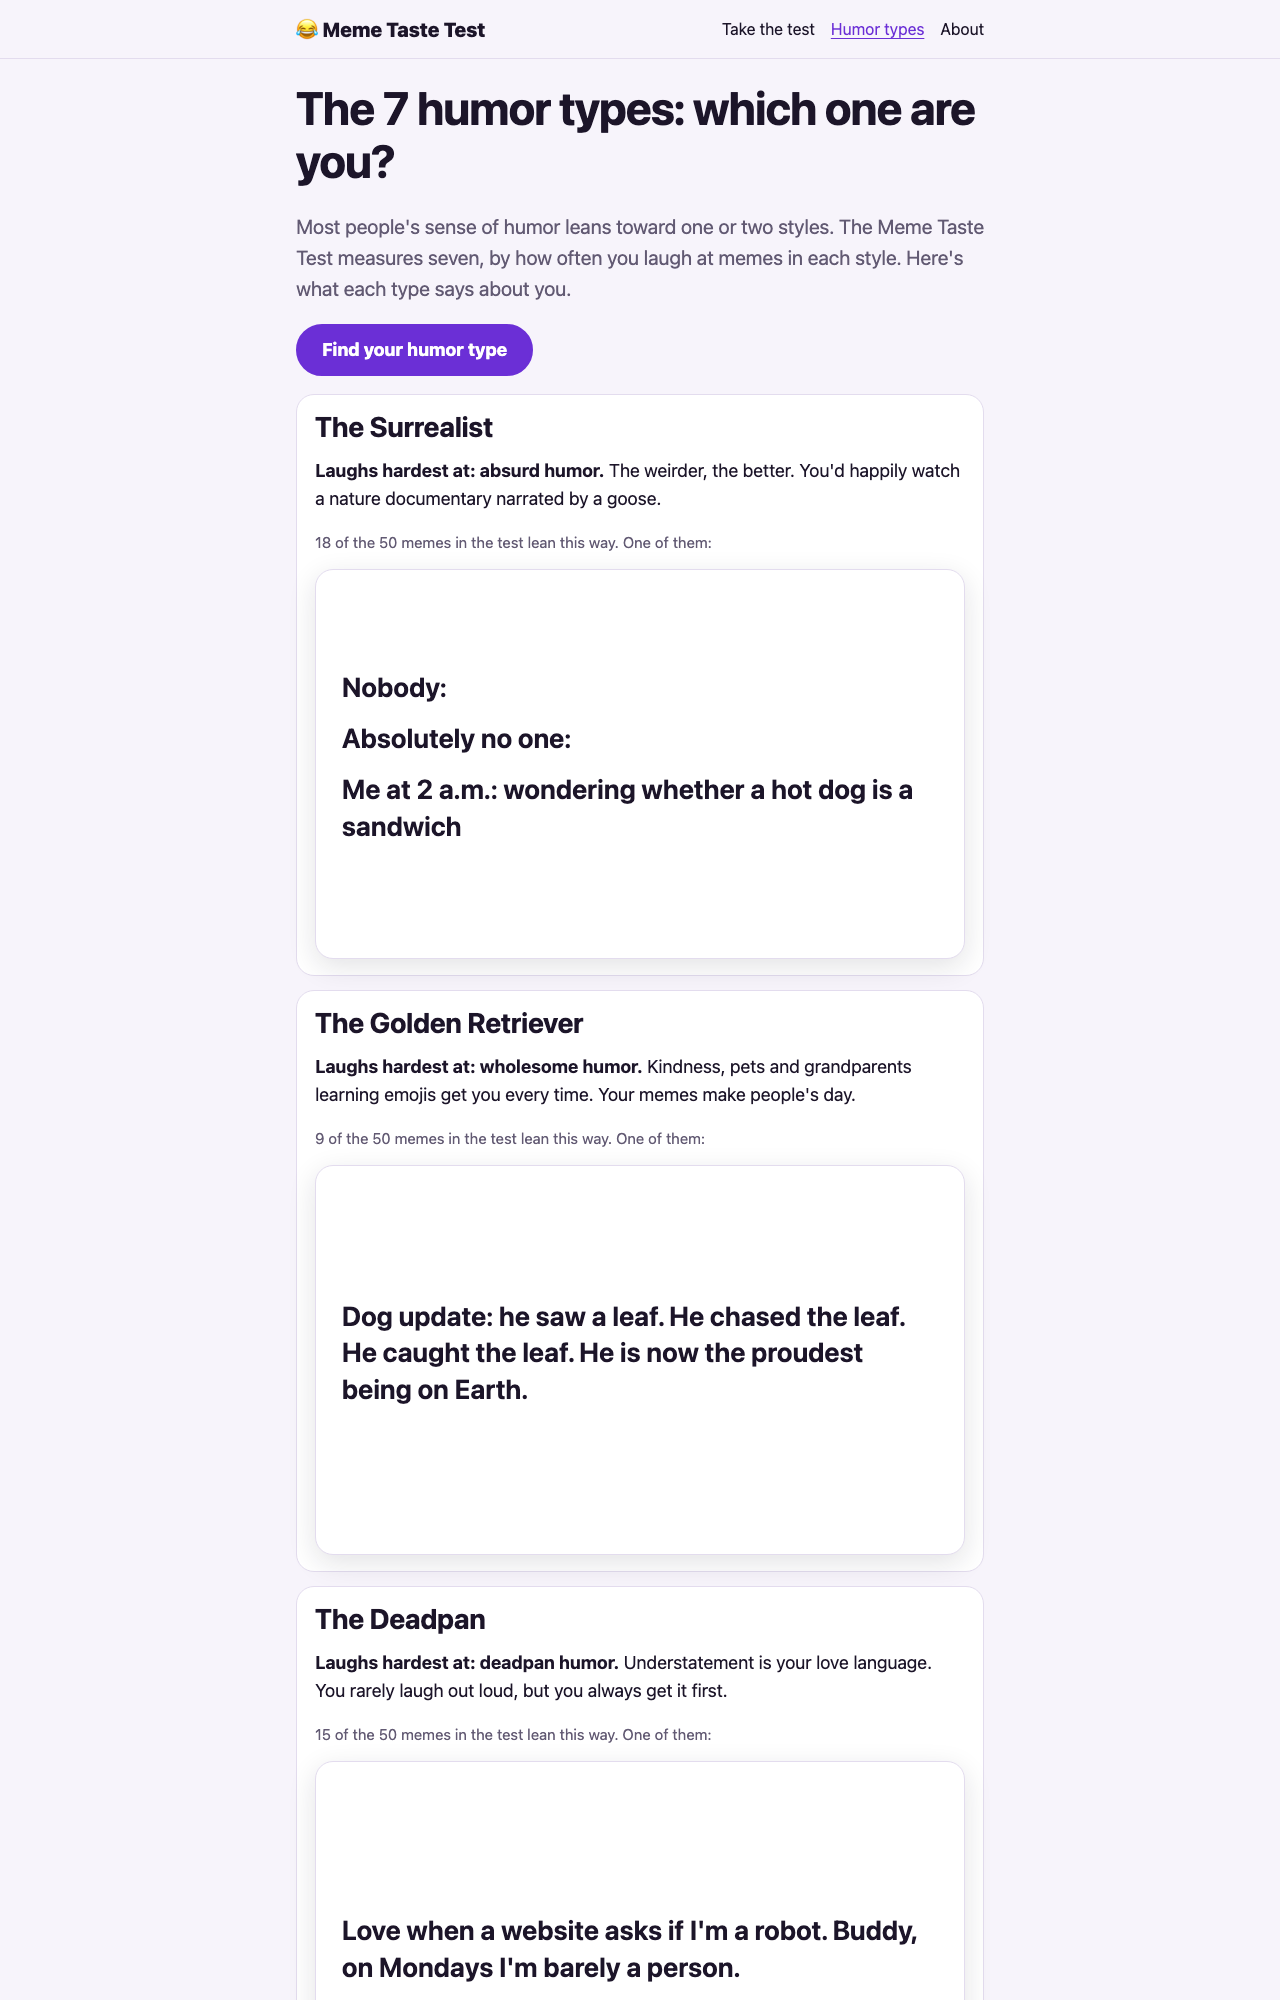 😂 Meme Taste Test
Take the test
Humor types
About
The 7 humor types: which one are
you?
Most people's sense of humor leans toward one or two styles. The Meme Taste
Test measures seven, by how often you laugh at memes in each style. Here's
what each type says about you.
Find your humor type
The Surrealist
Laughs hardest at: absurd humor. The weirder, the better. You'd happily watch
a nature documentary narrated by a goose.
18 of the 50 memes in the test lean this way. One of them:
Nobody:
Absolutely no one:
Me at 2 a.m.: wondering whether a hot dog is a
sandwich
The Golden Retriever
Laughs hardest at: wholesome humor. Kindness, pets and grandparents
learning emojis get you every time. Your memes make people's day.
9 of the 50 memes in the test lean this way. One of them:
Dog update: he saw a leaf. He chased the leaf.
He caught the leaf. He is now the proudest
being on Earth.
The Deadpan
Laughs hardest at: deadpan humor. Understatement is your love language.
You rarely laugh out loud, but you always get it first.
15 of the 50 memes in the test lean this way. One of them:
Love when a website asks if I'm a robot. Buddy,
on Mondays I'm barely a person.